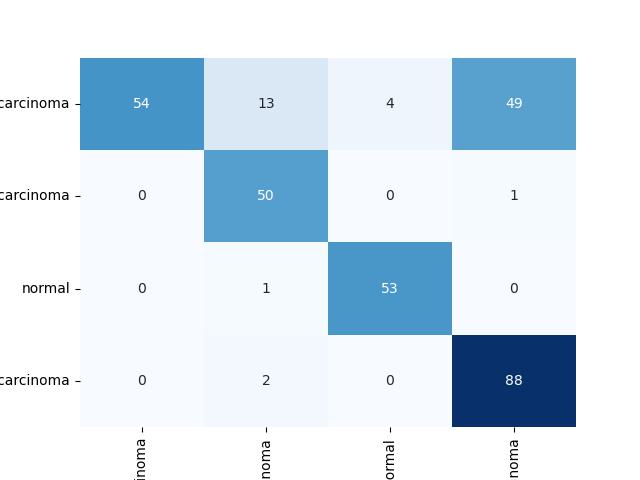 carcinoma 54 13 4 49
carcinoma 0 50 0 1
normal 0 1 53 0
carcinoma 0 2 0 88
inoma noma ormal noma